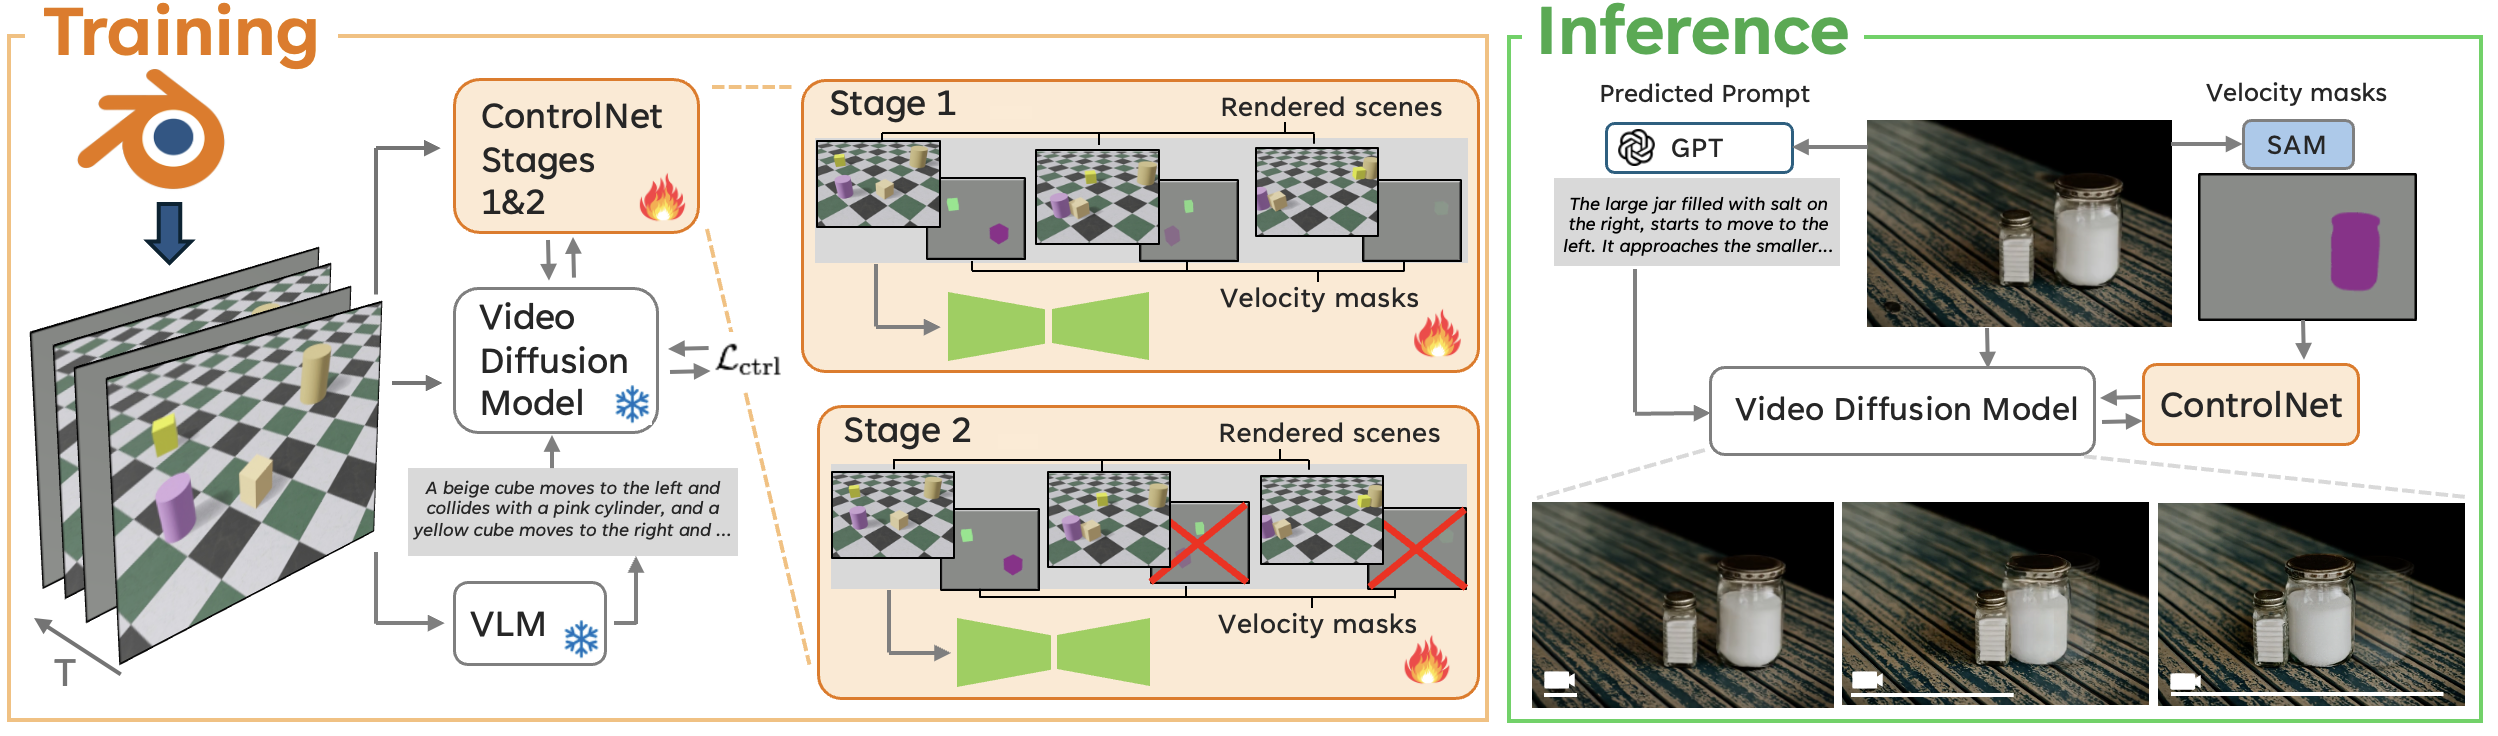 Training
ControlNet
Stages
1&2
Video
Diffusion
Model
ℒctrl
A beige cube moves to the left and
collides with a pink cylinder, and a
yellow cube moves to the right and ...
VLM
T
Stage 1
Rendered scenes
Velocity masks
Stage 2
Rendered scenes
Velocity masks
Inference
Predicted Prompt
GPT
The large jar filled with salt on
the right, starts to move to the
left. It approaches the smaller...
Velocity masks
SAM
Video Diffusion Model
ControlNet